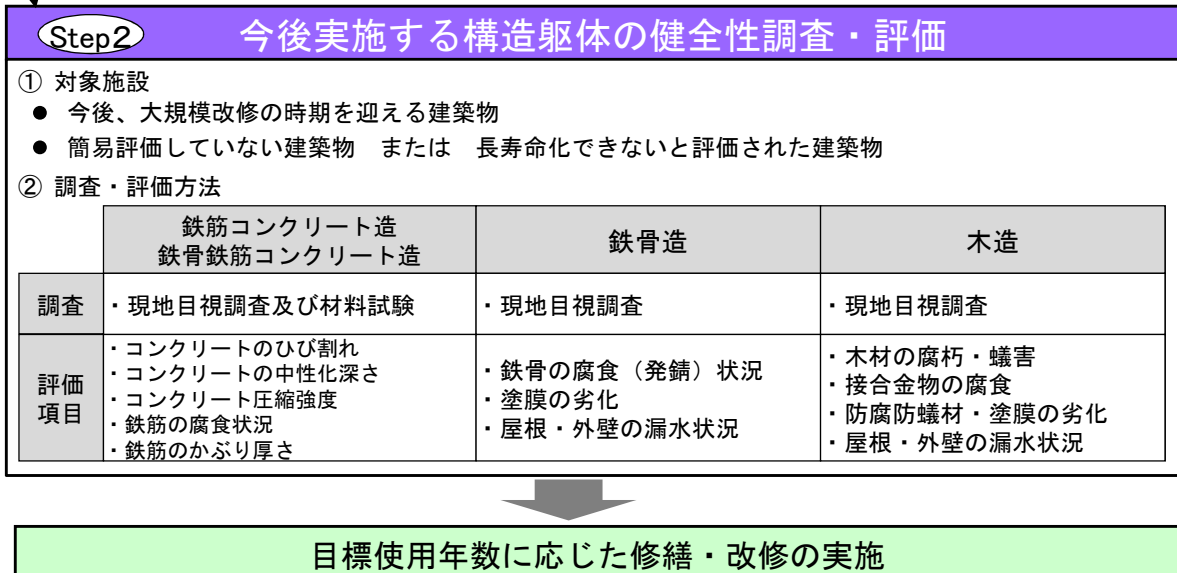 Step2 今後実施する構造躯体の健全性調査・評価
① 対象施設
● 今後、大規模改修の時期を迎える建築物
● 簡易評価していない建築物 または 長寿命化できないと評価された建築物
② 調査・評価方法
鉄筋コンクリート造
鉄骨鉄筋コンクリート造
鉄骨造
木造
調査
・現地目視調査及び材料試験
・現地目視調査
・現地目視調査
評価
項目
・コンクリートのひび割れ
・コンクリートの中性化深さ
・コンクリート圧縮強度
・鉄筋の腐食状況
・鉄筋のかぶり厚さ
・鉄骨の腐食(発錆)状況
・塗膜の劣化
・屋根・外壁の漏水状況
・木材の腐朽・蟻害
・接合金物の腐食
・防腐防蟻材・塗膜の劣化
・屋根・外壁の漏水状況
目標使用年数に応じた修繕・改修の実施